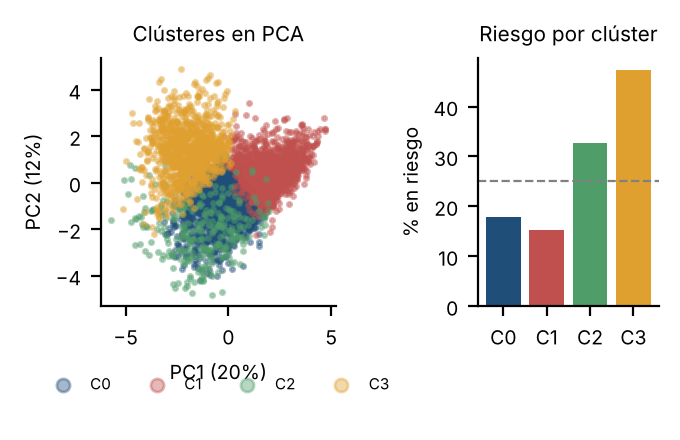 Clústeres en PCA
PC2 (12%)
4
2
0
−2
−4
−5 0 5
PC1 (20%)
C0 C1 C2 C3
Riesgo por clúster
% en riesgo
40
30
20
10
0
C0 C1 C2 C3